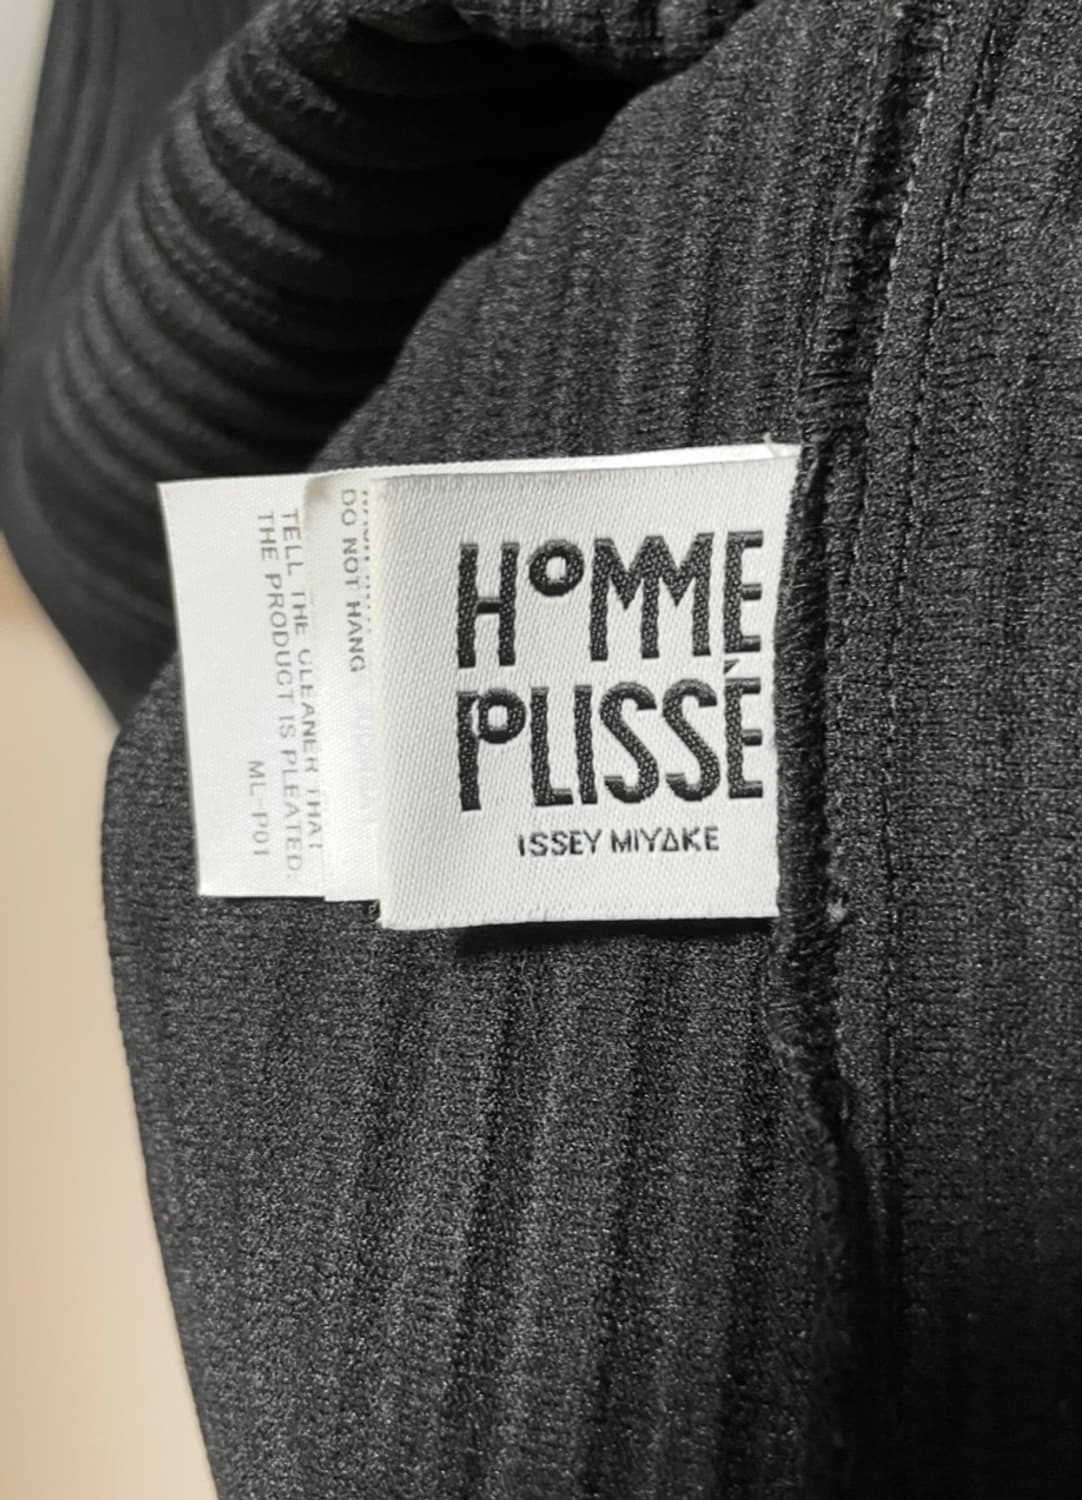 HOMME
PLISSÉ
ISSEY MIYAKE
DO NOT HANG
TELL THE CLEANER THAT
THE PRODUCT IS PLEATED.
ML-P01